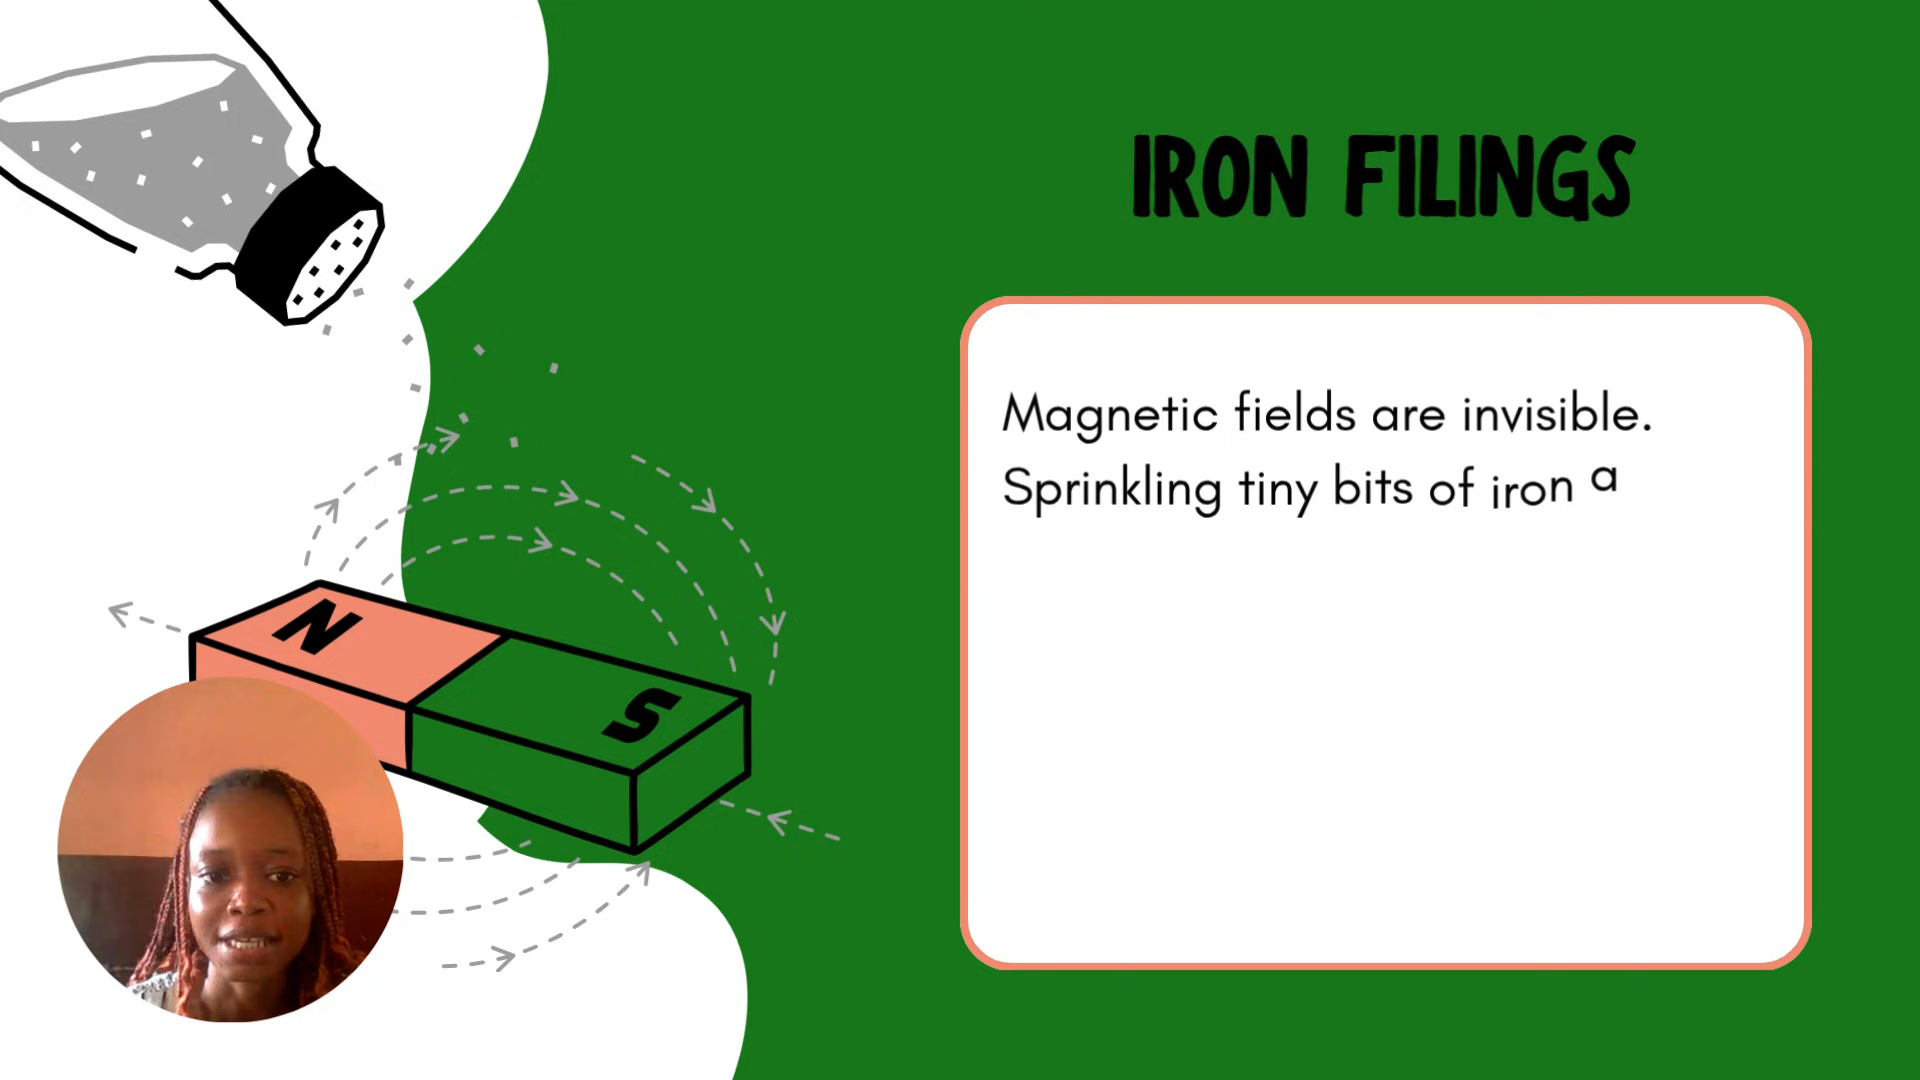 IRON FILINGS
Magnetic fields are invisible.
Sprinkling tiny bits of iron a
N
S